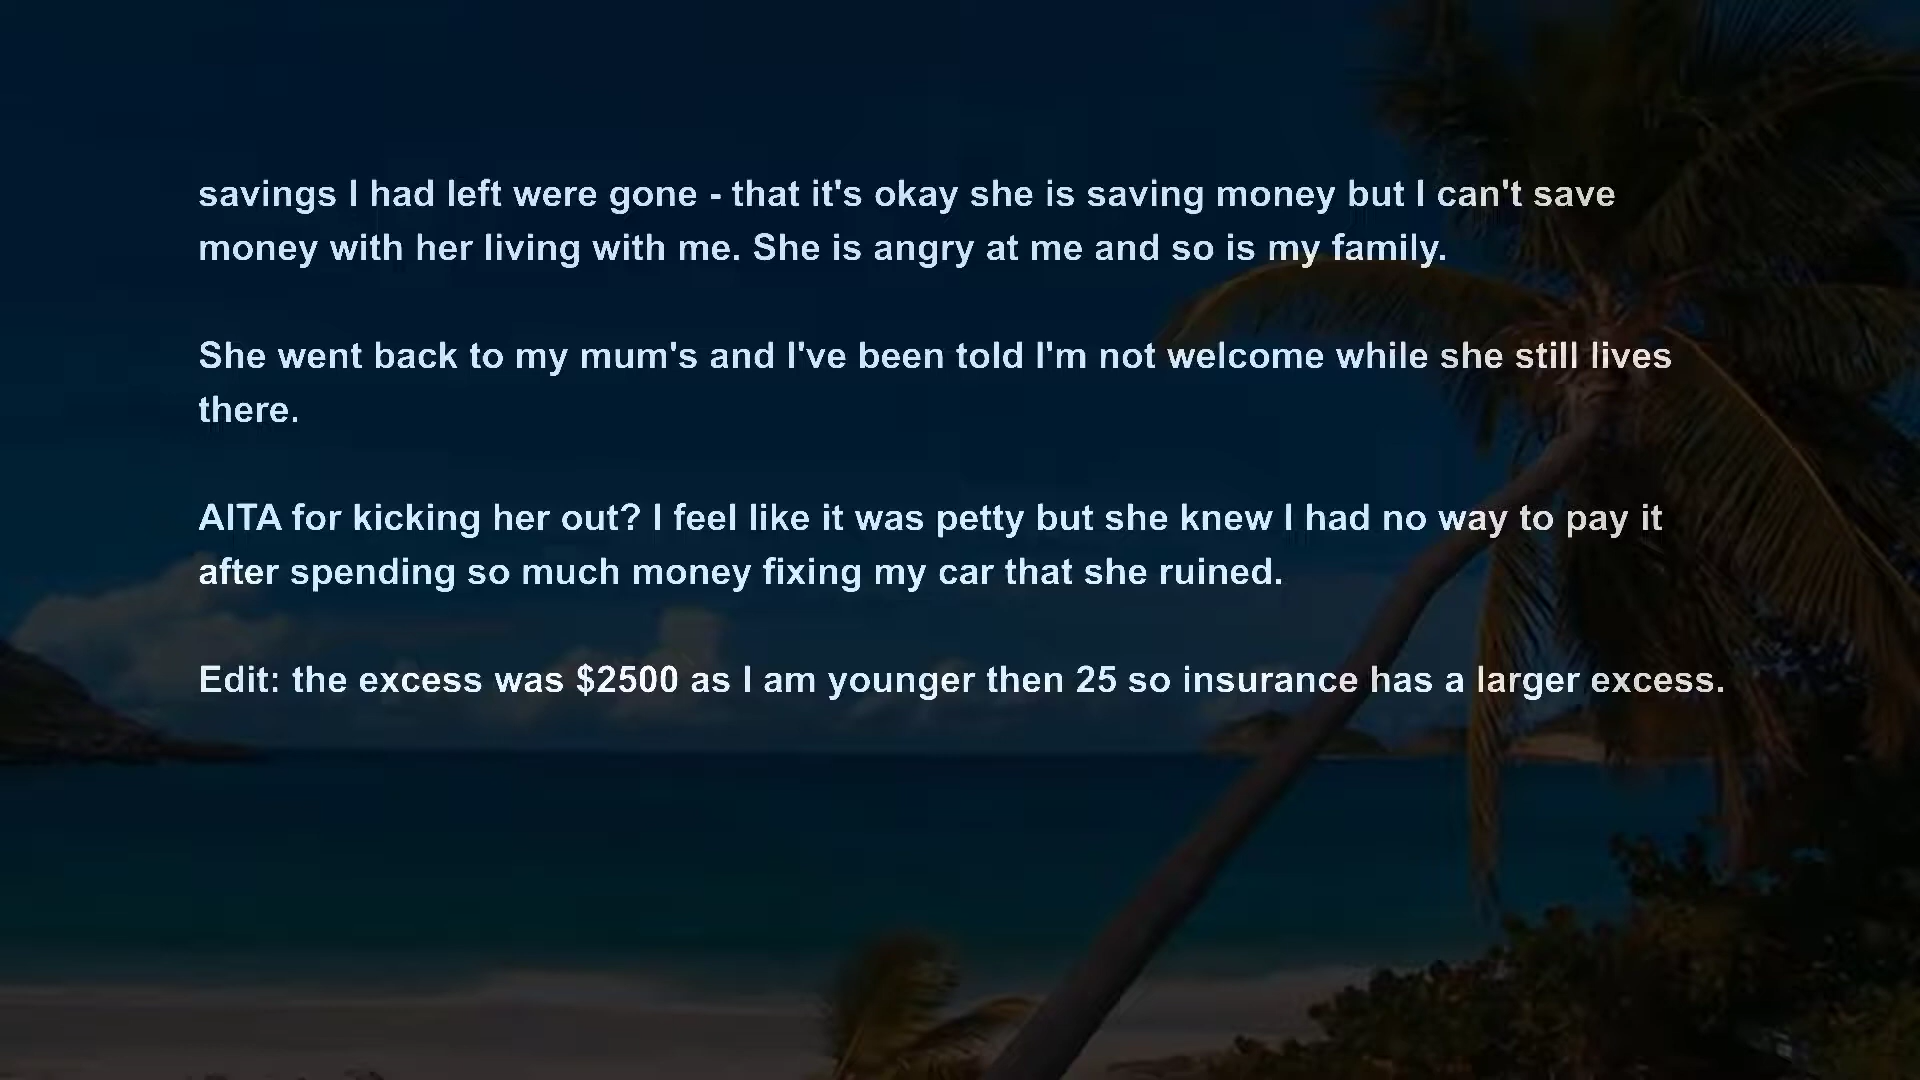 savings I had left were gone - that it's okay she is saving money but I can't save
money with her living with me. She is angry at me and so is my family.
She went back to my mum's and I've been told I'm not welcome while she still lives
there.
AITA for kicking her out? I feel like it was petty but she knew I had no way to pay it
after spending so much money fixing my car that she ruined.
Edit: the excess was $2500 as I am younger then 25 so insurance has a larger excess.